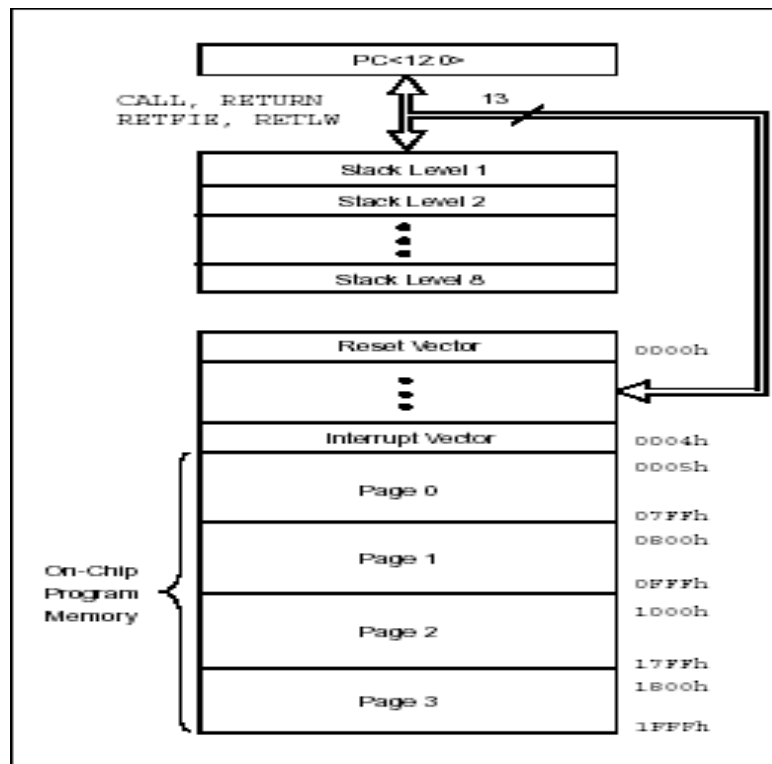 PC<12:0>
CALL, RETURN
RETFIE, RETLW
13
Stack Level 1
Stack Level 2
Stack Level 8
Reset Vector
0000h
Interrupt Vector
0004h
0005h
Page 0
07FFh
0800h
Page 1
0FFFh
On-Chip
Program
Memory
1000h
Page 2
17FFh
1800h
Page 3
1FFFh